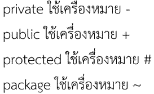 private ใช้เครื่องหมาย -
public ใช้เครื่องหมาย +
protected ใช้เครื่องหมาย #
package ใช้เครื่องหมาย ~